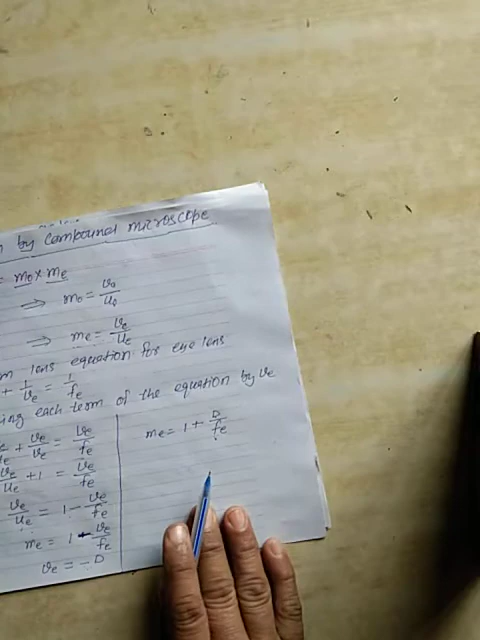 by compound microscope
= m₀ × mₑ
⇒ m₀ = v₀/u₀
⇒ mₑ = vₑ/uₑ
lens equation for eye lens
+ 1/vₑ = 1/fₑ
each term of the equation by vₑ
+ vₑ/vₑ = vₑ/fₑ
vₑ/uₑ + 1 = vₑ/fₑ
vₑ/uₑ = 1 - vₑ/fₑ
mₑ = 1 - vₑ/fₑ
vₑ = - D
mₑ = 1 + D/fₑ